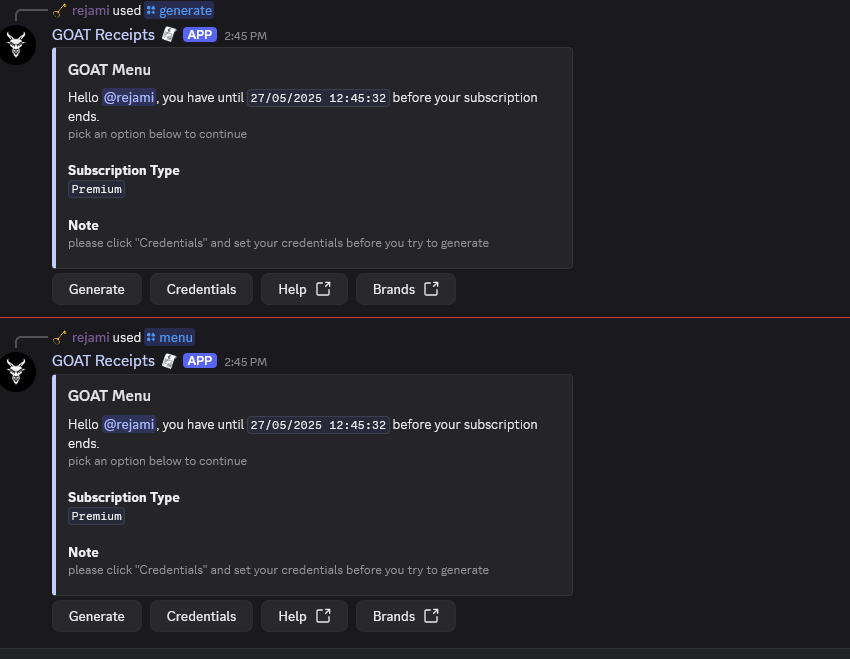 rejami used generate
GOAT Receipts APP 2:45 PM
GOAT Menu
Hello @rejami, you have until 27/05/2025 12:45:32 before your subscription
ends.
pick an option below to continue
Subscription Type
Premium
Note
please click "Credentials" and set your credentials before you try to generate
Generate Credentials Help Brands
rejami used menu
GOAT Receipts APP 2:45 PM
GOAT Menu
Hello @rejami, you have until 27/05/2025 12:45:32 before your subscription
ends.
pick an option below to continue
Subscription Type
Premium
Note
please click "Credentials" and set your credentials before you try to generate
Generate Credentials Help Brands